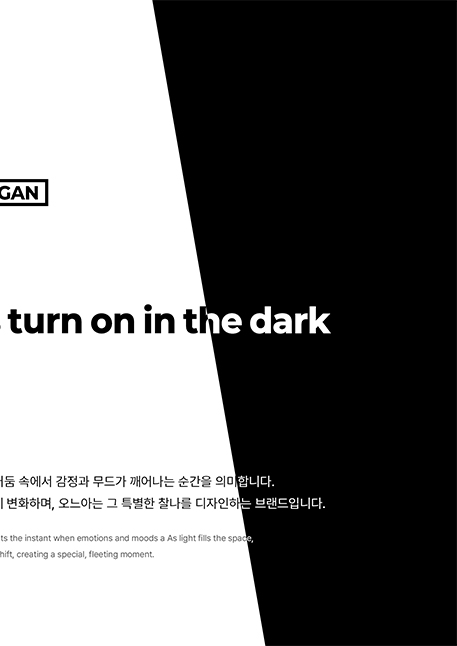 GAN
turn on in the dark
속에서 감정과 무드가 깨어나는 순간을 의미합니다.
변화하며, 오느아는 그 특별한 찰나를 디자인하는 브랜드입니다.
the instant when emotions and moods a As light fills the space,
creating a special, fleeting moment.